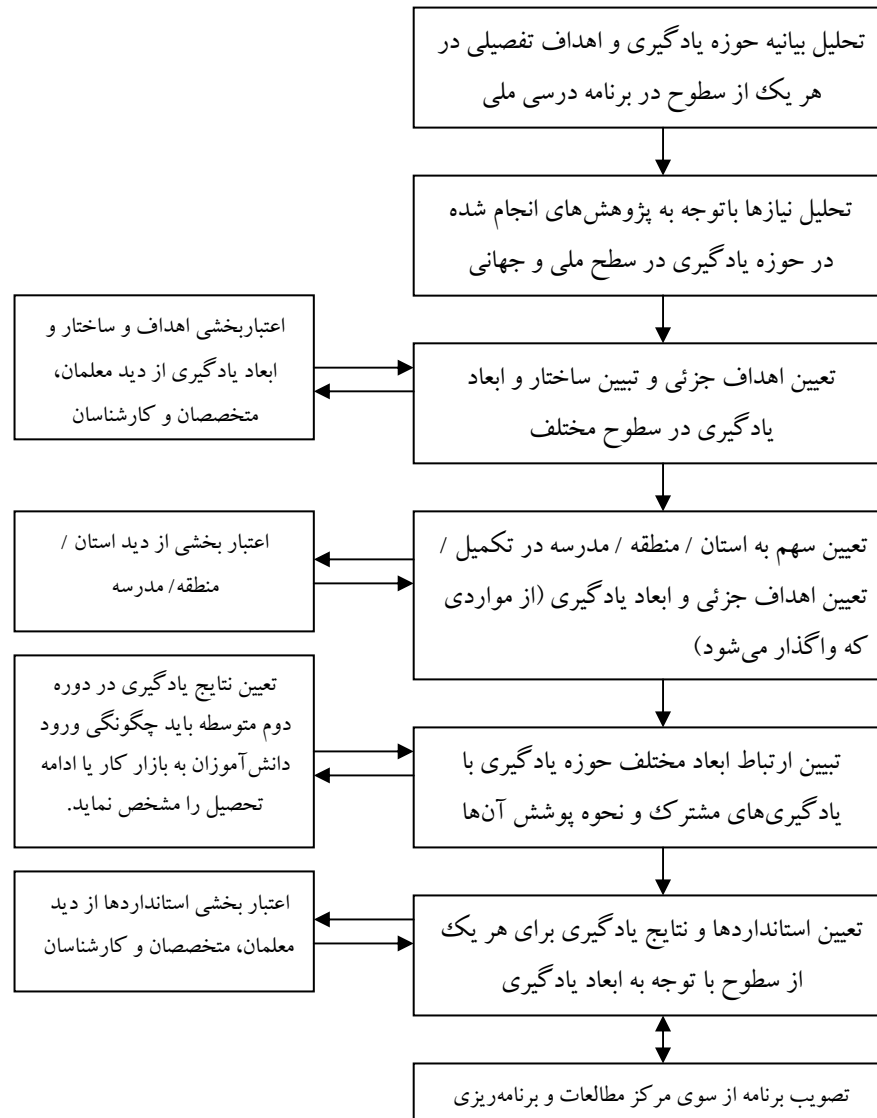 تحلیل بیانیه حوزه یادگیری و اهداف تفصیلی در
هر یک از سطوح در برنامه درسی ملی
تحلیل نیازها باتوجه به پژوهش‌های انجام شده
در حوزه یادگیری در سطح ملی و جهانی
تعیین اهداف جزئی و تبیین ساختار و ابعاد
یادگیری در سطوح مختلف
اعتباربخشی اهداف و ساختار و
ابعاد یادگیری از دید معلمان،
متخصصان و کارشناسان
تعیین سهم به استان / منطقه / مدرسه در تکمیل /
تعیین اهداف جزئی و ابعاد یادگیری (از مواردی
که واگذار می‌شود)
اعتبار بخشی از دید استان /
منطقه/ مدرسه
تبیین ارتباط ابعاد مختلف حوزه یادگیری با
یادگیری‌های مشترک و نحوه پوشش آن‌ها
تعیین نتایج یادگیری در دوره
دوم متوسطه باید چگونگی ورود
دانش‌آموزان به بازار کار یا ادامه
تحصیل را مشخص نماید.
تعیین استانداردها و نتایج یادگیری برای هر یک
از سطوح با توجه به ابعاد یادگیری
اعتبار بخشی استانداردها از دید
معلمان، متخصصان و کارشناسان
تصویب برنامه از سوی مرکز مطالعات و برنامه‌ریزی